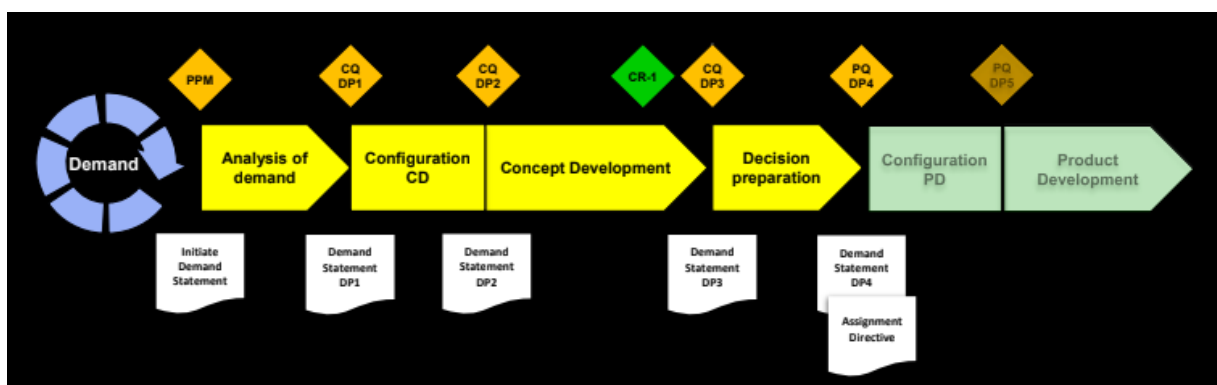 PPM
CQ
DP1
CQ
DP2
CR-1
CQ
DP3
PQ
DP4
PQ
DP5
Demand
Analysis of
demand
Configuration
CD
Concept Development
Decision
preparation
Configuration
PD
Product
Development
Initiate
Demand
Statement
Demand
Statement
DP1
Demand
Statement
DP2
Demand
Statement
DP3
Demand
Statement
DP4
Assignment
Directive